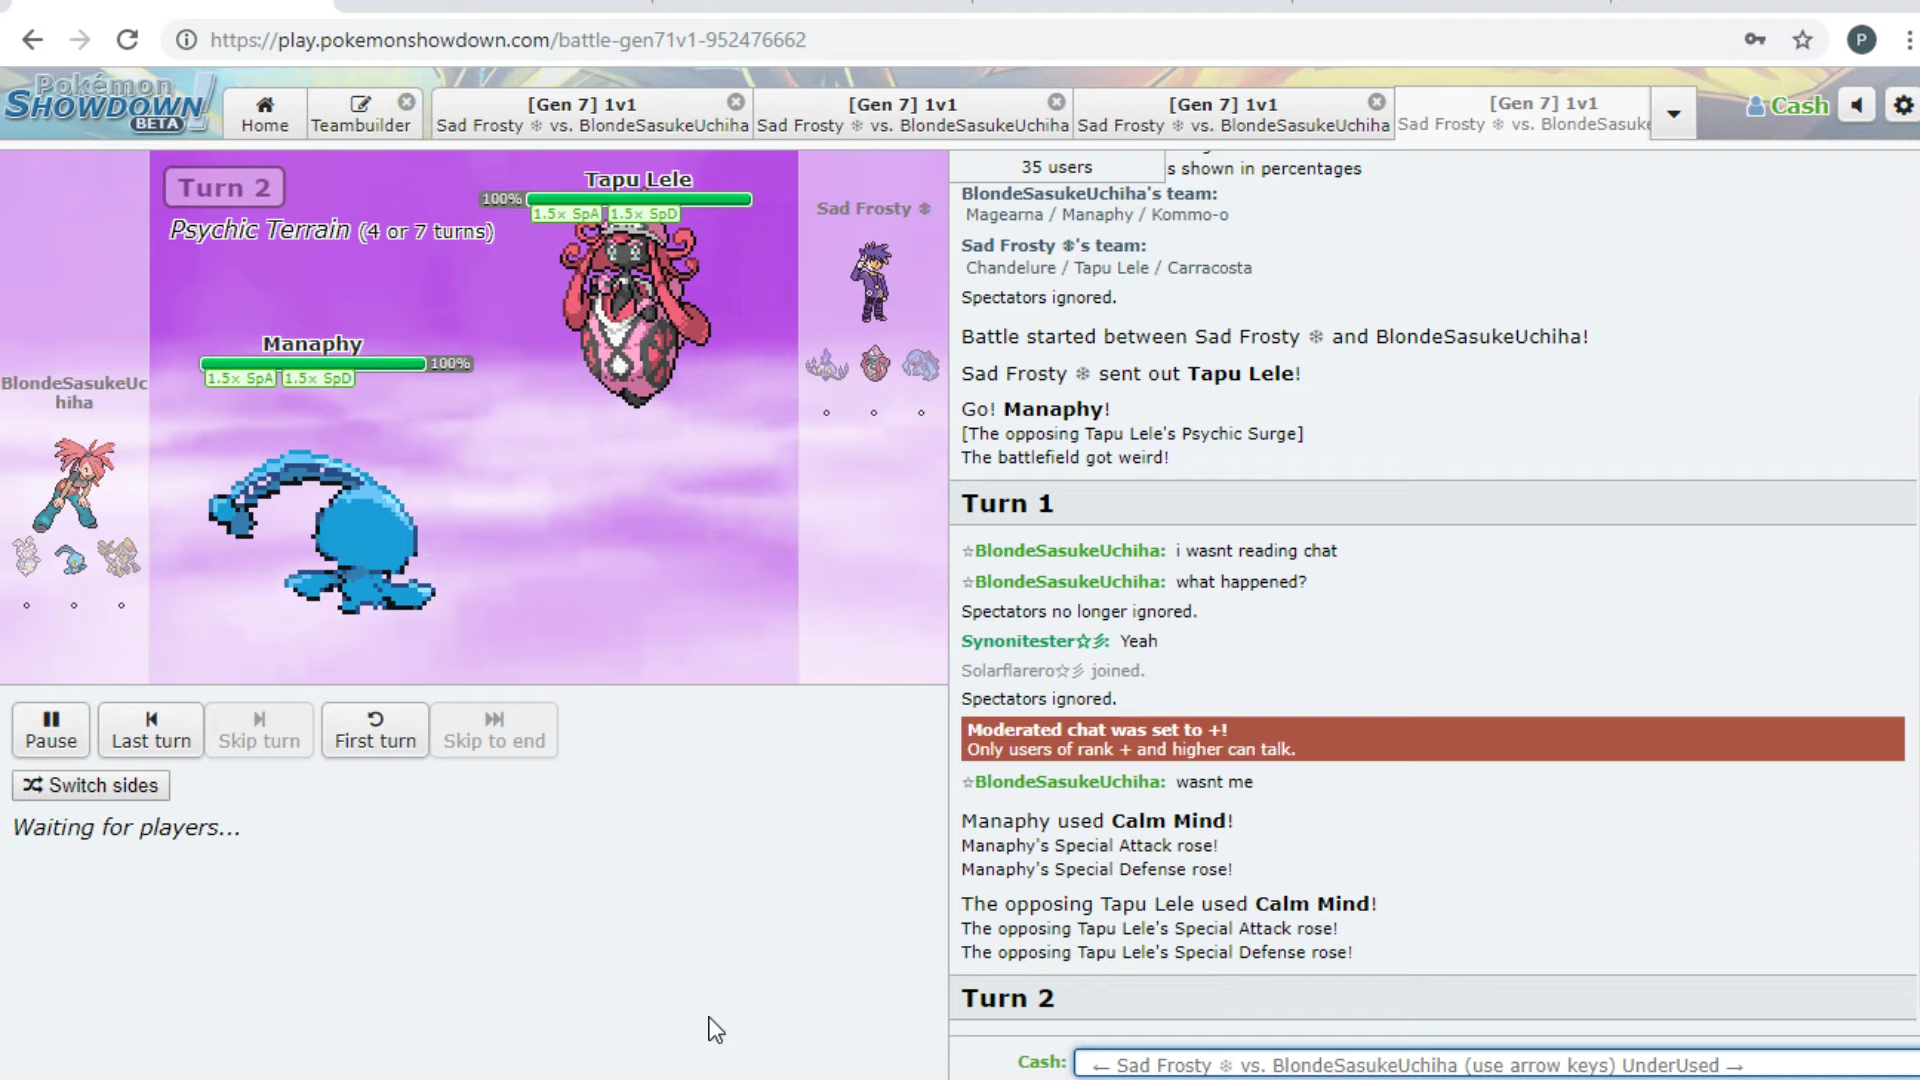 https://play.pokemonshowdown.com/battle-gen71v1-952476662
P
Pokémon
SHOWDOWN!
BETA
Home
Teambuilder
[Gen 7] 1v1
Sad Frosty ❄ vs. BlondeSasukeUchiha
[Gen 7] 1v1
Sad Frosty ❄ vs. BlondeSasukeUchiha
[Gen 7] 1v1
Sad Frosty ❄ vs. BlondeSasukeUchiha
[Gen 7] 1v1
Sad Frosty ❄ vs. BlondeSasuke
Cash
Turn 2
Psychic Terrain (4 or 7 turns)
Tapu Lele
100%
1.5× SpA 1.5× SpD
Manaphy
100%
1.5× SpA 1.5× SpD
BlondeSasukeUc
hiha
Sad Frosty ❄
Pause
Last turn
Skip turn
First turn
Skip to end
Switch sides
Waiting for players...
35 users
s shown in percentages
BlondeSasukeUchiha's team:
Magearna / Manaphy / Kommo-o
Sad Frosty ❄'s team:
Chandelure / Tapu Lele / Carracosta
Spectators ignored.
Battle started between Sad Frosty ❄ and BlondeSasukeUchiha!
Sad Frosty ❄ sent out Tapu Lele!
Go! Manaphy!
[The opposing Tapu Lele's Psychic Surge]
The battlefield got weird!
Turn 1
☆BlondeSasukeUchiha: i wasnt reading chat
☆BlondeSasukeUchiha: what happened?
Spectators no longer ignored.
Synonitester☆彡: Yeah
Solarflarero☆彡 joined.
Spectators ignored.
Moderated chat was set to +!
Only users of rank + and higher can talk.
☆BlondeSasukeUchiha: wasnt me
Manaphy used Calm Mind!
Manaphy's Special Attack rose!
Manaphy's Special Defense rose!
The opposing Tapu Lele used Calm Mind!
The opposing Tapu Lele's Special Attack rose!
The opposing Tapu Lele's Special Defense rose!
Turn 2
Cash: ← Sad Frosty ❄ vs. BlondeSasukeUchiha (use arrow keys) UnderUsed →